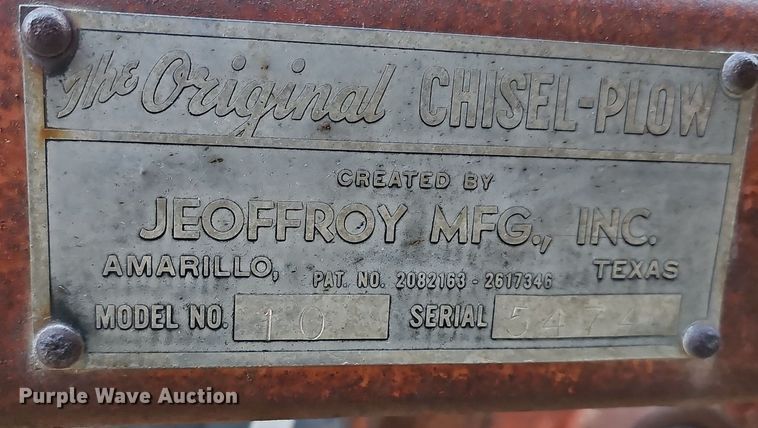 The Original CHISEL-PLOW
CREATED BY
JEOFFROY MFG., INC.
AMARILLO, PAT. NO. 2082163 - 2617346 TEXAS
MODEL NO. 10 SERIAL 5474
Purple Wave Auction